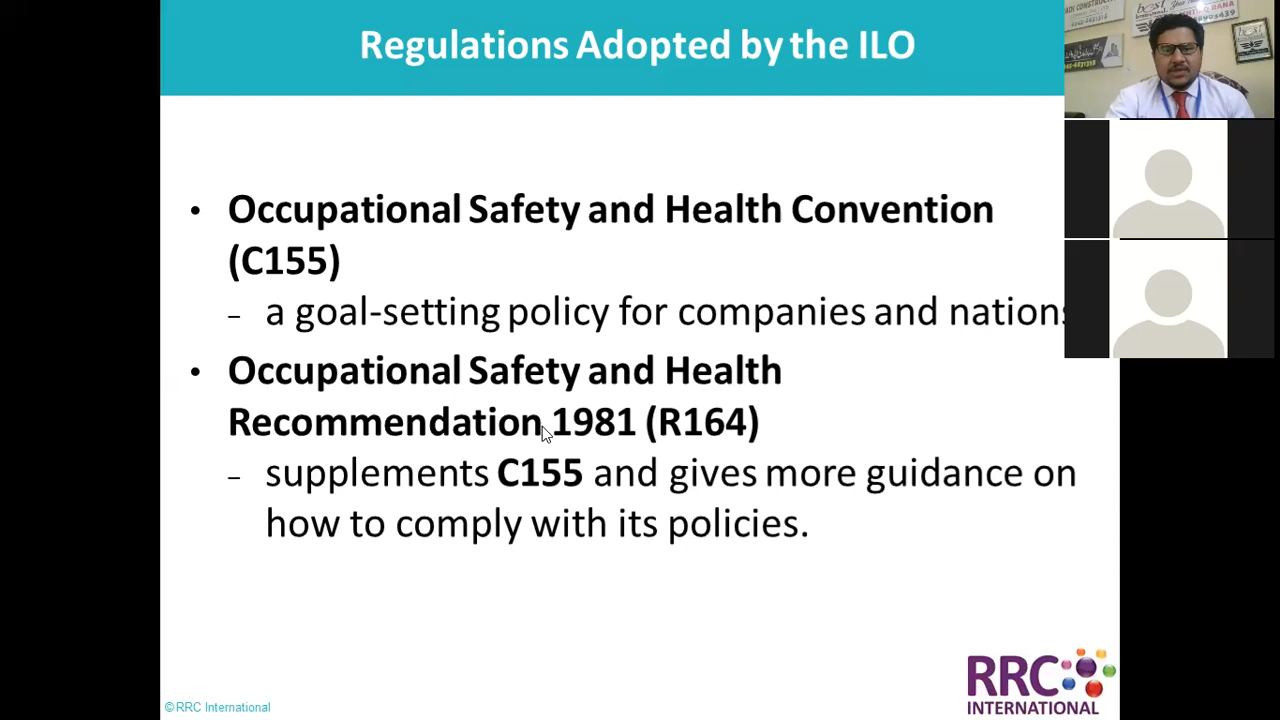 Regulations Adopted by the ILO
• Occupational Safety and Health Convention
(C155)
– a goal-setting policy for companies and nations
• Occupational Safety and Health
Recommendation 1981 (R164)
– supplements C155 and gives more guidance on
how to comply with its policies.
© RRC International
RRC
INTERNATIONAL